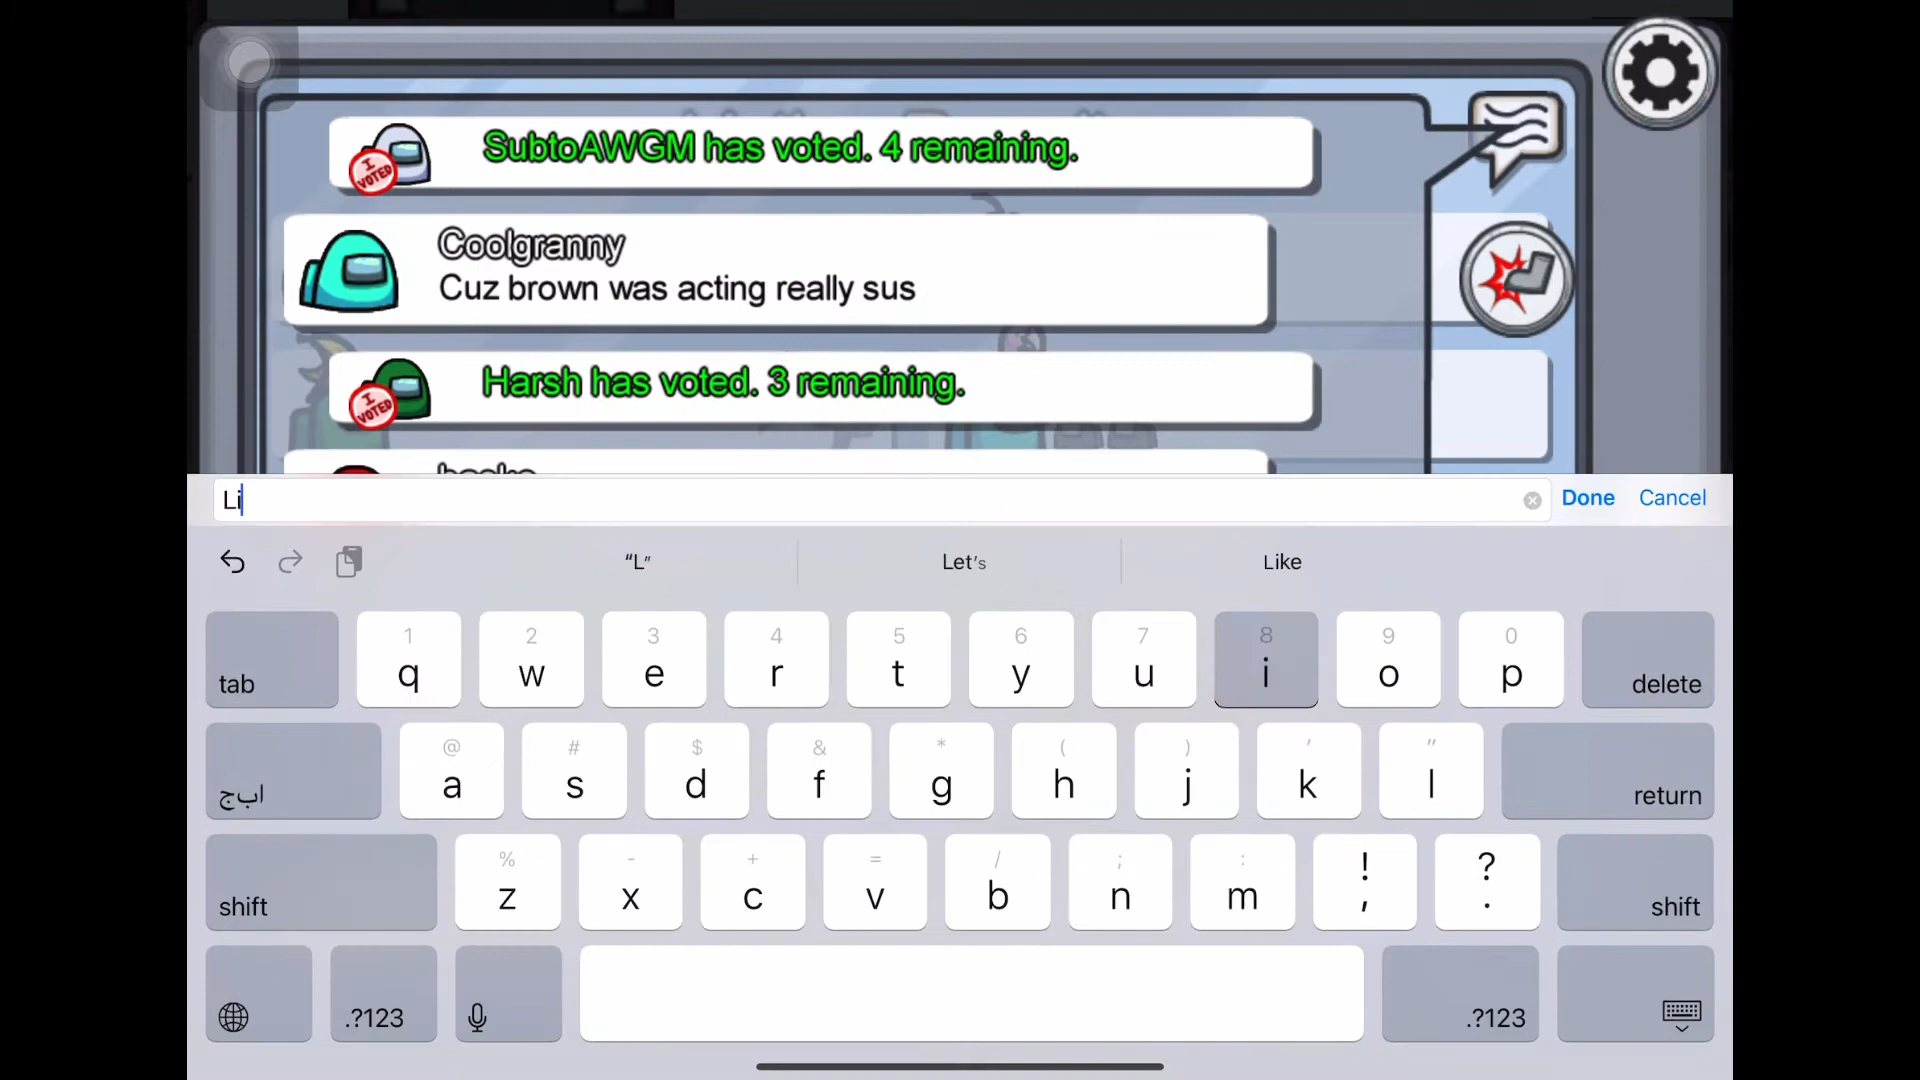 SubtoAWGM has voted. 4 remaining.
I VOTED
Coolgranny
Cuz brown was acting really sus
Harsh has voted. 3 remaining.
I VOTED
Li
Done
Cancel
“L”
Let's
Like
tab
1 2 3 4 5 6 7 8 9 0
q w e r t y u i o p
delete
@ # $ & * ( ) ' "
ابج
a s d f g h j k l
return
% - + = / ; : ! ?
shift
z x c v b n m , .
shift
.?123
.?123